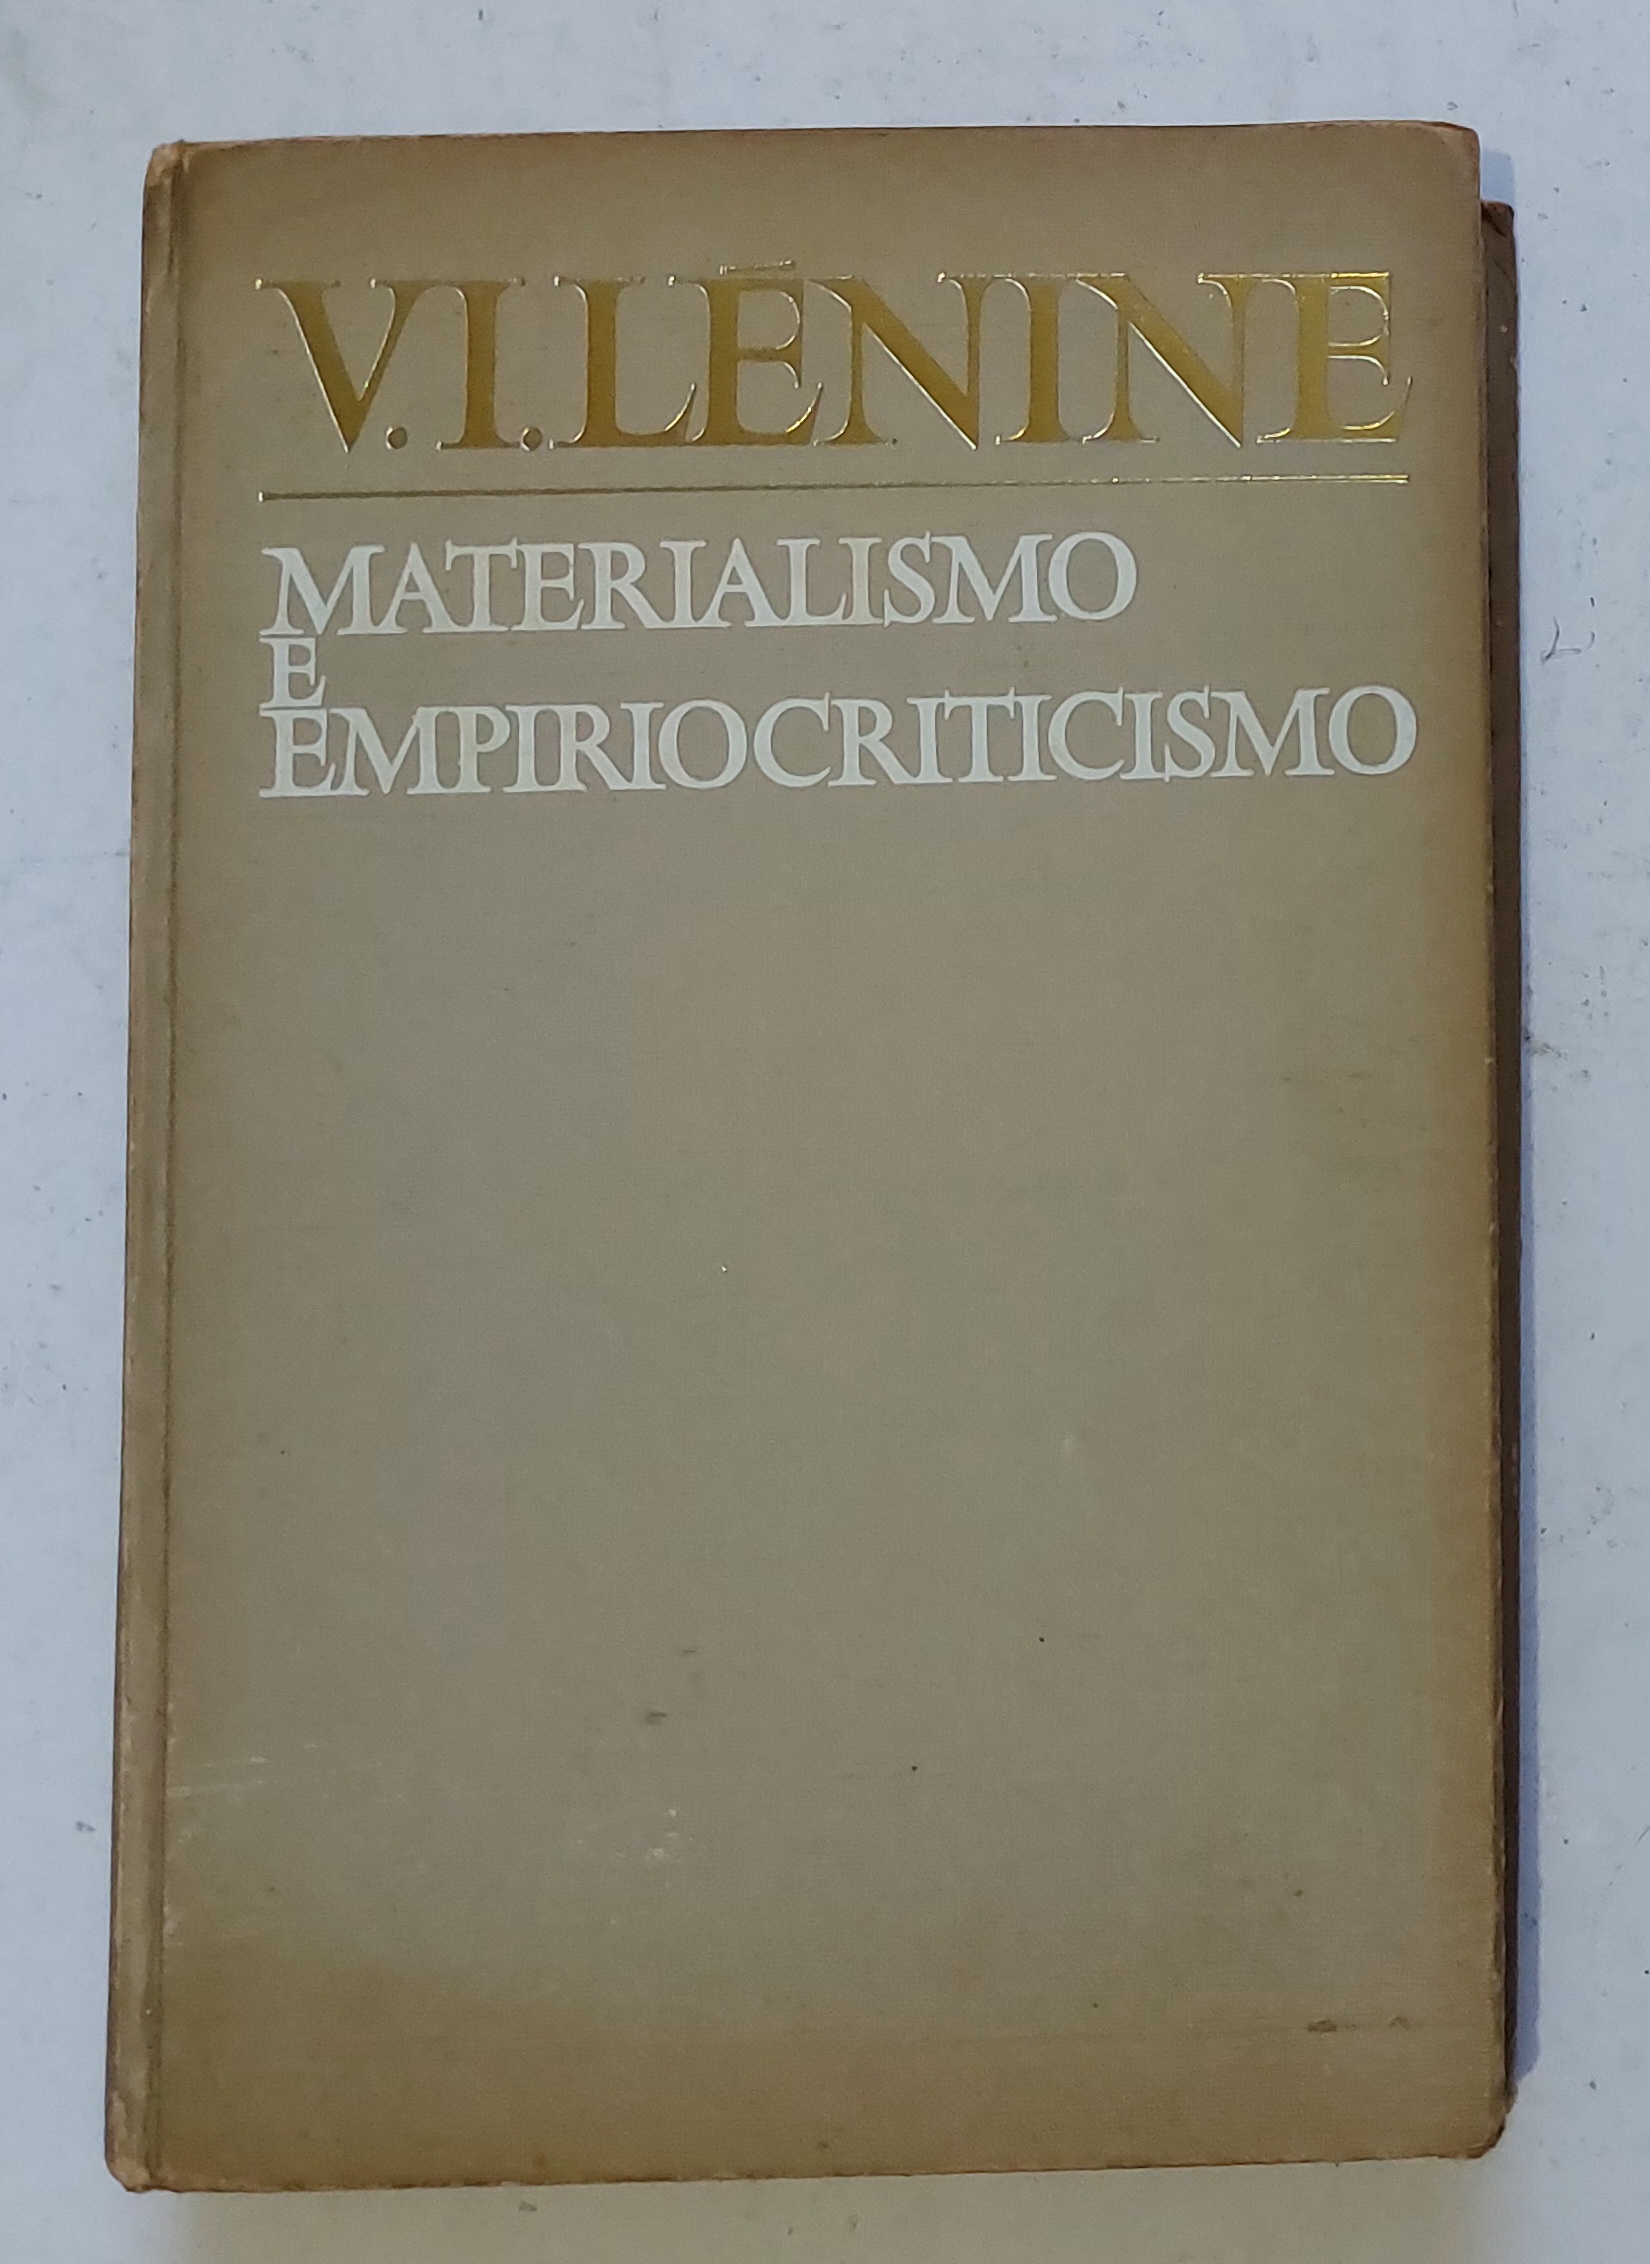 V.I.LÉNINE
MATERIALISMO
E
EMPIRIOCRITICISMO